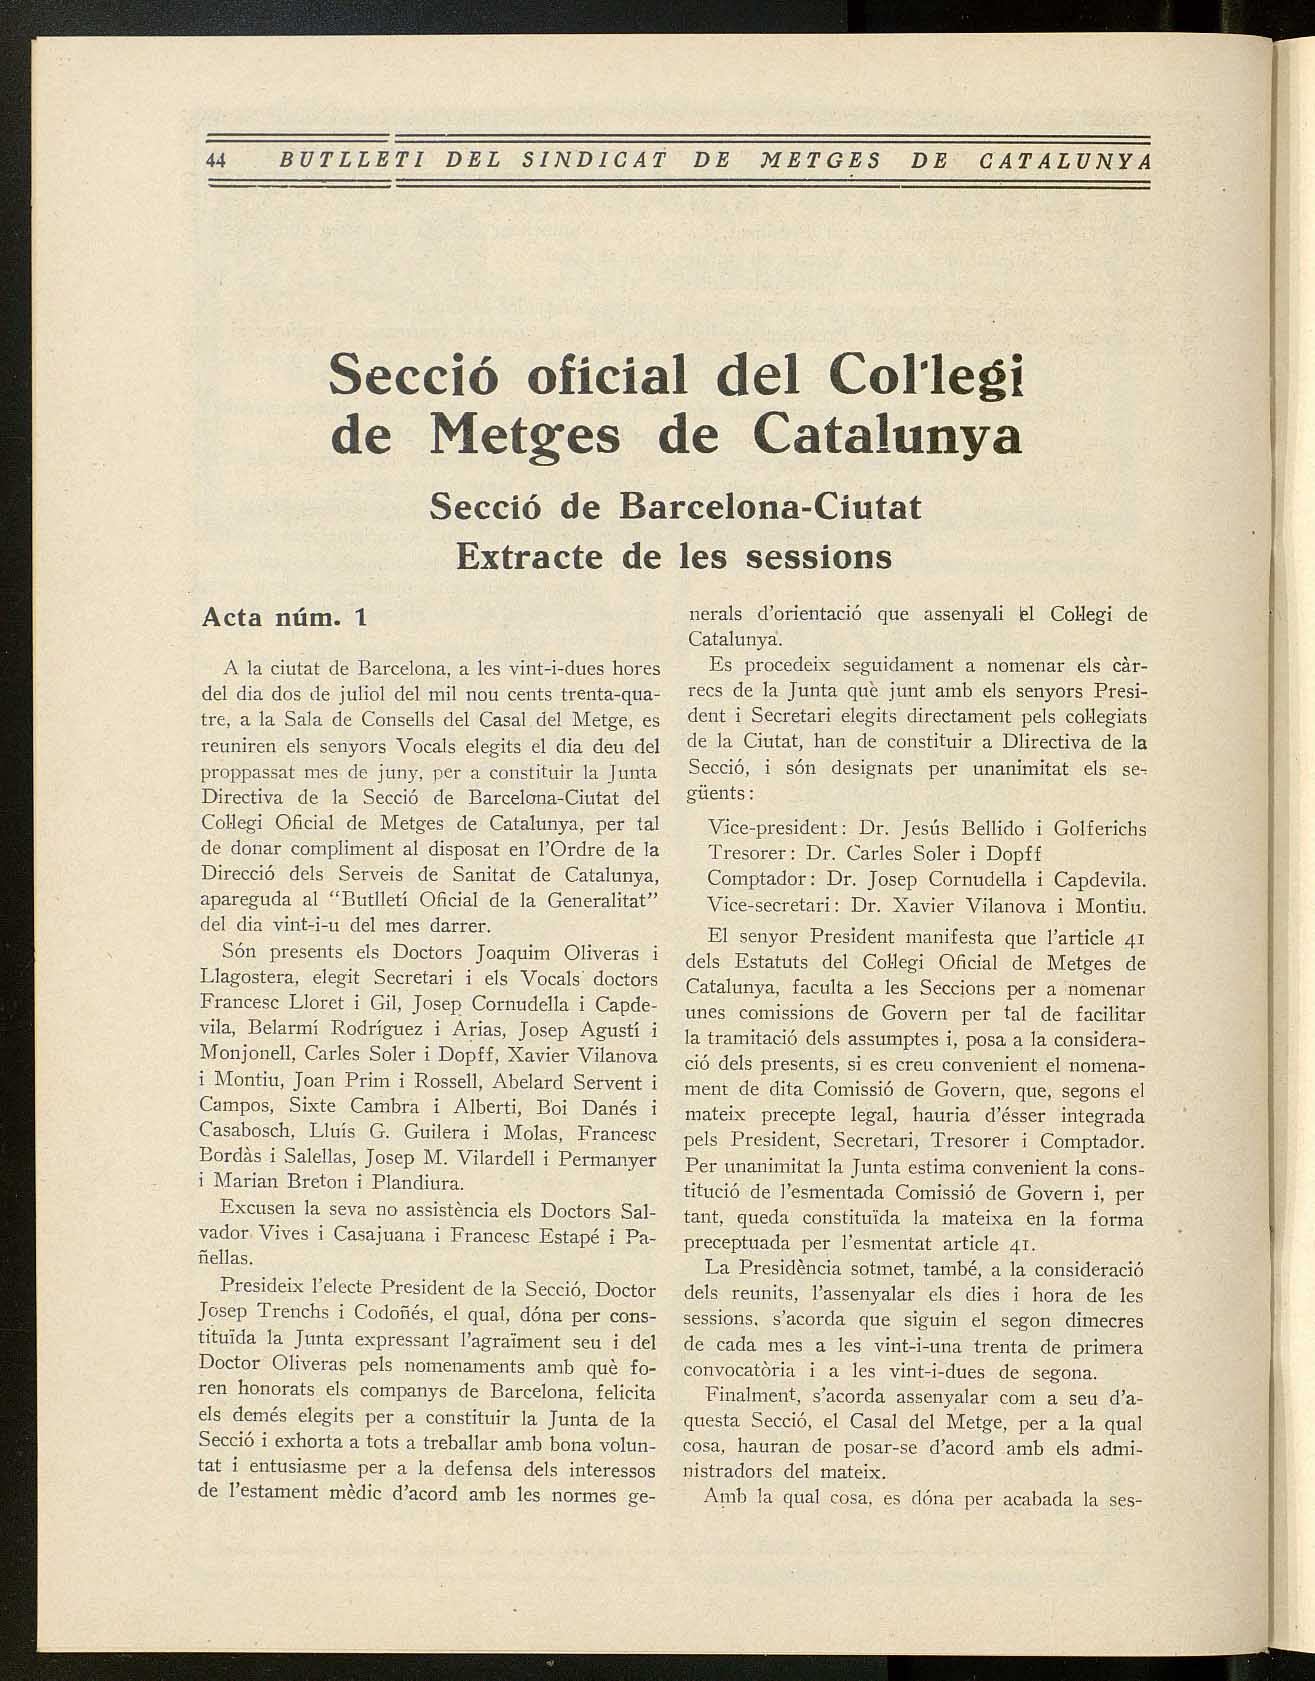 44 BUTLLETI DEL SINDICAT DE METGES DE CATALUNYA
Secció oficial del Col·legi
de Metges de Catalunya
Secció de Barcelona-Ciutat
Extracte de les sessions
Acta núm. 1
A la ciutat de Barcelona, a les vint-i-dues hores
del dia dos de juliol del mil nou cents trenta-qua-
tre, a la Sala de Consells del Casal del Metge, es
reuniren els senyors Vocals elegits el dia deu del
proppassat mes de juny, per a constituir la Junta
Directiva de la Secció de Barcelona-Ciutat del
Col·legi Oficial de Metges de Catalunya, per tal
de donar compliment al disposat en l'Ordre de la
Direcció dels Serveis de Sanitat de Catalunya,
apareguda al "Butlletí Oficial de la Generalitat"
del dia vint-i-u del mes darrer.
Són presents els Doctors Joaquim Oliveras i
Llagostera, elegit Secretari i els Vocals doctors
Francesc Lloret i Gil, Josep Cornudella i Capde-
vila, Belarmí Rodríguez i Arias, Josep Agustí i
Monjonell, Carles Soler i Dopff, Xavier Vilanova
i Montiu, Joan Prim i Rossell, Abelard Servent i
Campos, Sixte Cambra i Alberti, Boi Danés i
Casabosch, Lluís G. Guilera i Molas, Francesc
Bordàs i Salellas, Josep M. Vilardell i Permanyer
i Marian Breton i Plandiura.
Excusen la seva no assistència els Doctors Sal-
vador Vives i Casajuana i Francesc Estapé i Pa-
ñellas.
Presideix l'electe President de la Secció, Doctor
Josep Trenchs i Codoñés, el qual, dóna per cons-
tituïda la Junta expressant l'agraïment seu i del
Doctor Oliveras pels nomenaments amb què fo-
ren honorats els companys de Barcelona, felicita
els demés elegits per a constituir la Junta de la
Secció i exhorta a tots a treballar amb bona volun-
tat i entusiasme per a la defensa dels interessos
de l'estament mèdic d'acord amb les normes ge-
nerals d'orientació que assenyali el Col·legi de
Catalunya.
Es procedeix seguidament a nomenar els càr-
recs de la Junta què junt amb els senyors Presi-
dent i Secretari elegits directament pels col·legiats
de la Ciutat, han de constituir a Dlirectiva de la
Secció, i són designats per unanimitat els se-
güents:
Vice-president: Dr. Jesús Bellido i Golferichs
Tresorer: Dr. Carles Soler i Dopff
Comptador: Dr. Josep Cornudella i Capdevila.
Vice-secretari: Dr. Xavier Vilanova i Montiu.
El senyor President manifesta que l'article 41
dels Estatuts del Col·legi Oficial de Metges de
Catalunya, faculta a les Seccions per a nomenar
unes comissions de Govern per tal de facilitar
la tramitació dels assumptes i, posa a la considera-
ció dels presents, si es creu convenient el nomena-
ment de dita Comissió de Govern, que, segons el
mateix precepte legal, hauria d'ésser integrada
pels President, Secretari, Tresorer i Comptador.
Per unanimitat la Junta estima convenient la cons-
titució de l'esmentada Comissió de Govern i, per
tant, queda constituïda la mateixa en la forma
preceptuada per l'esmentat article 41.
La Presidència sotmet, també, a la consideració
dels reunits, l'assenyalar els dies i hora de les
sessions, s'acorda que siguin el segon dimecres
de cada mes a les vint-i-una trenta de primera
convocatòria i a les vint-i-dues de segona.
Finalment, s'acorda assenyalar com a seu d'a-
questa Secció, el Casal del Metge, per a la qual
cosa, hauran de posar-se d'acord amb els admi-
nistradors del mateix.
Amb la qual cosa, es dóna per acabada la ses-